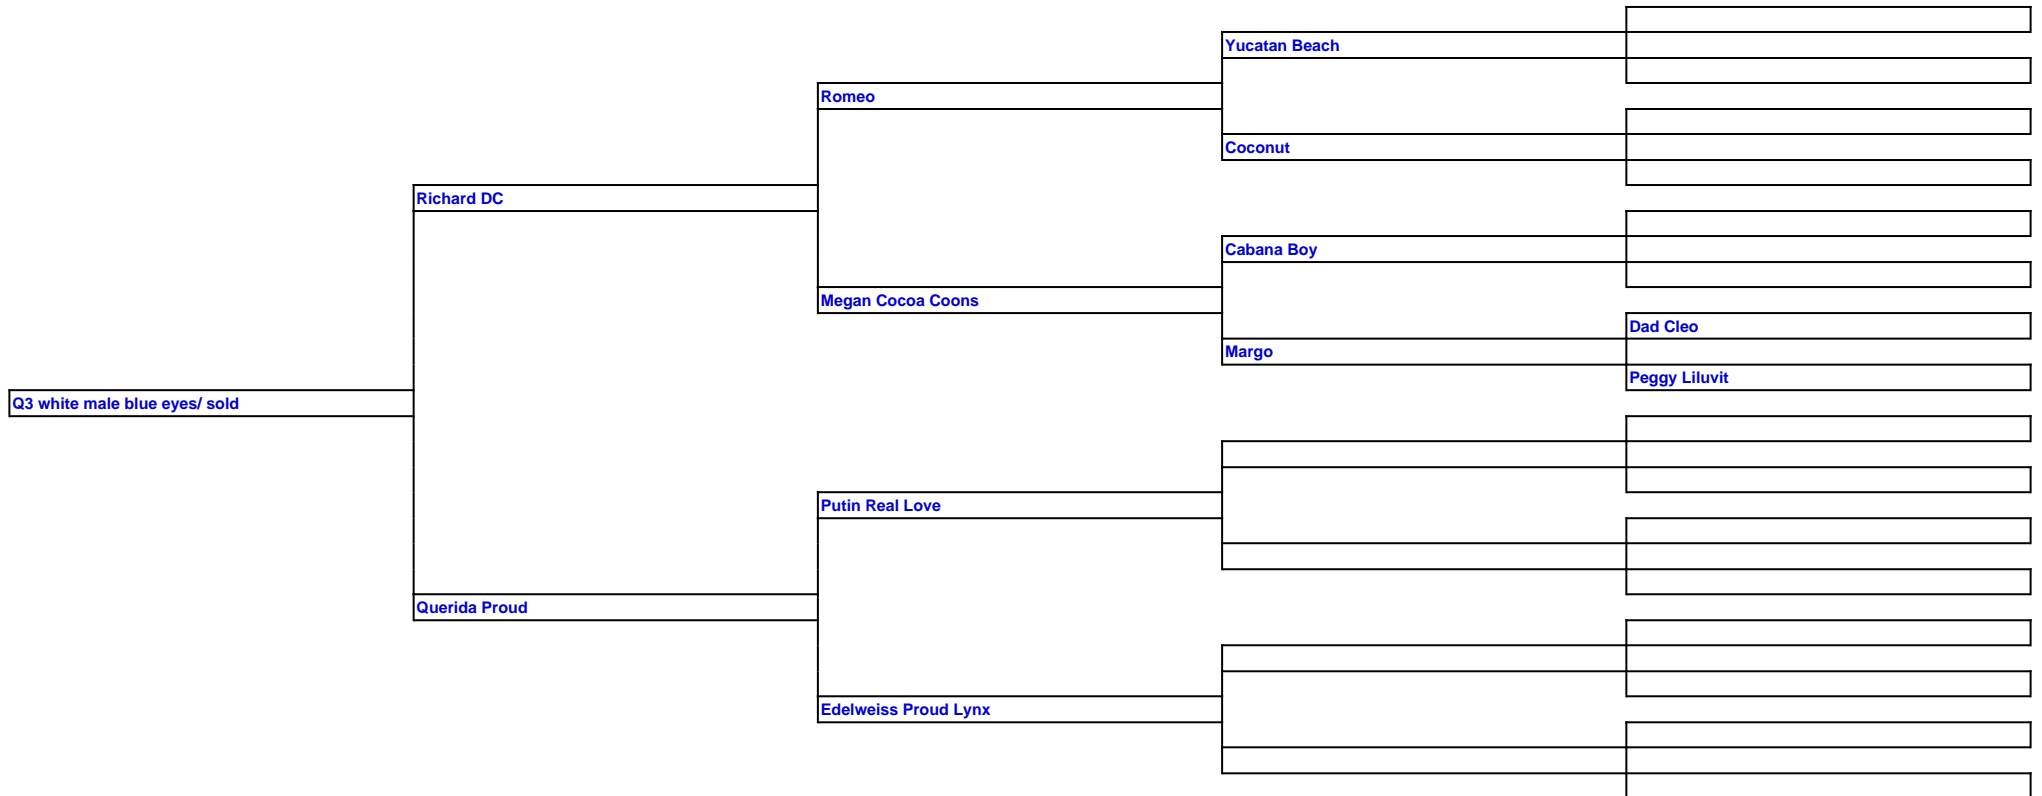 Yucatan Beach
Romeo
Coconut
Richard DC
Cabana Boy
Megan Cocoa Coons
Dad Cleo
Margo
Peggy Liluvit
Q3 white male blue eyes/ sold
Putin Real Love
Querida Proud
Edelweiss Proud Lynx